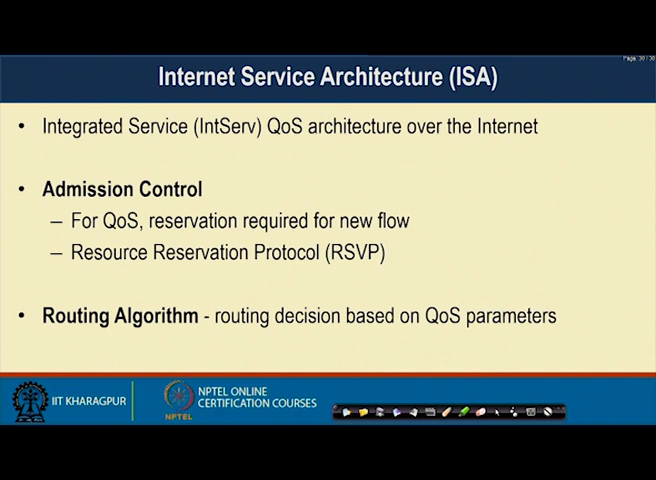 Page: 30 / 30
Internet Service Architecture (ISA)
• Integrated Service (IntServ) QoS architecture over the Internet
• Admission Control
– For QoS, reservation required for new flow
– Resource Reservation Protocol (RSVP)
• Routing Algorithm - routing decision based on QoS parameters
IIT KHARAGPUR
NPTEL
NPTEL ONLINE
CERTIFICATION COURSES